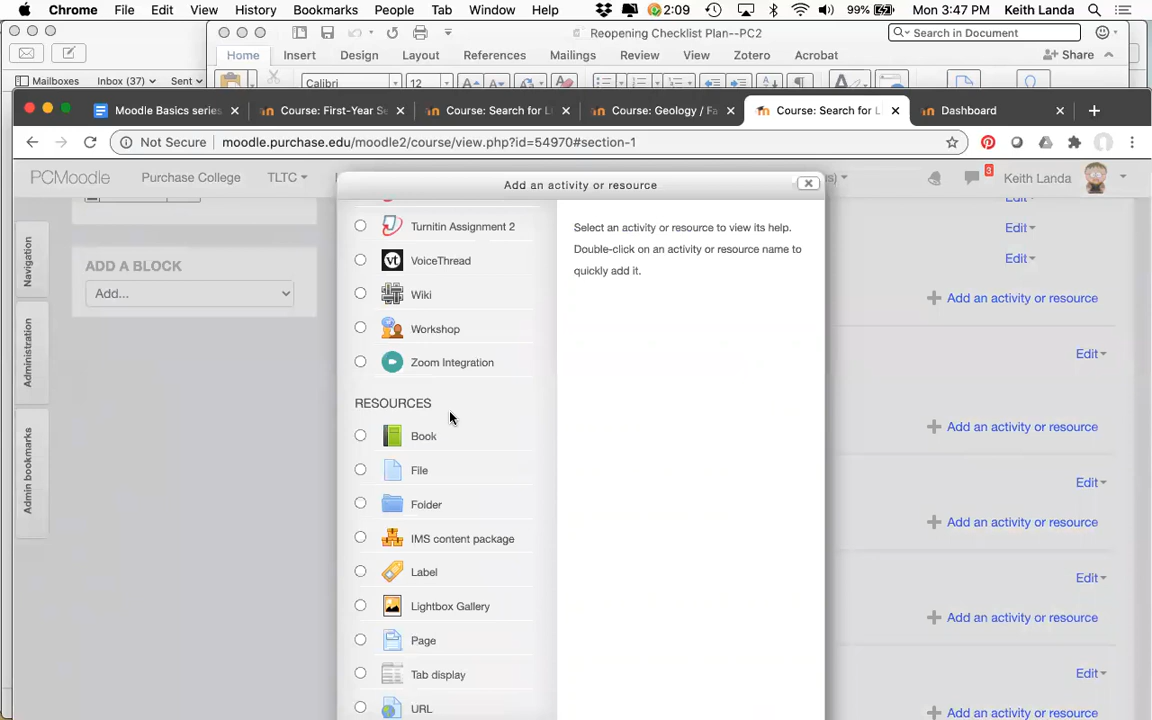 Chrome File Edit View History Bookmarks People Tab Window Help 2:09 99% Mon 3:47 PM Keith Landa
Reopening Checklist Plan--PC2 Search in Document
Home Insert Design Layout References Mailings Review View Zotero Acrobat Share
Mailboxes Inbox (37) Sent Calibri 12
Moodle Basics series Course: First-Year Se Course: Search for L Course: Geology / Fa Course: Search for L Dashboard
Not Secure moodle.purchase.edu/moodle2/course/view.php?id=54970#section-1
PCMoodle Purchase College TLTC 3 Keith Landa
Add an activity or resource
Navigation
Administration
Admin bookmarks
ADD A BLOCK
Add...
Turnitin Assignment 2
VoiceThread
Wiki
Workshop
Zoom Integration
RESOURCES
Book
File
Folder
IMS content package
Label
Lightbox Gallery
Page
Tab display
URL
Select an activity or resource to view its help.
Double-click on an activity or resource name to
quickly add it.
Edit
Edit
Add an activity or resource
Edit
Add an activity or resource
Edit
Add an activity or resource
Edit
Add an activity or resource
Edit
Add an activity or resource